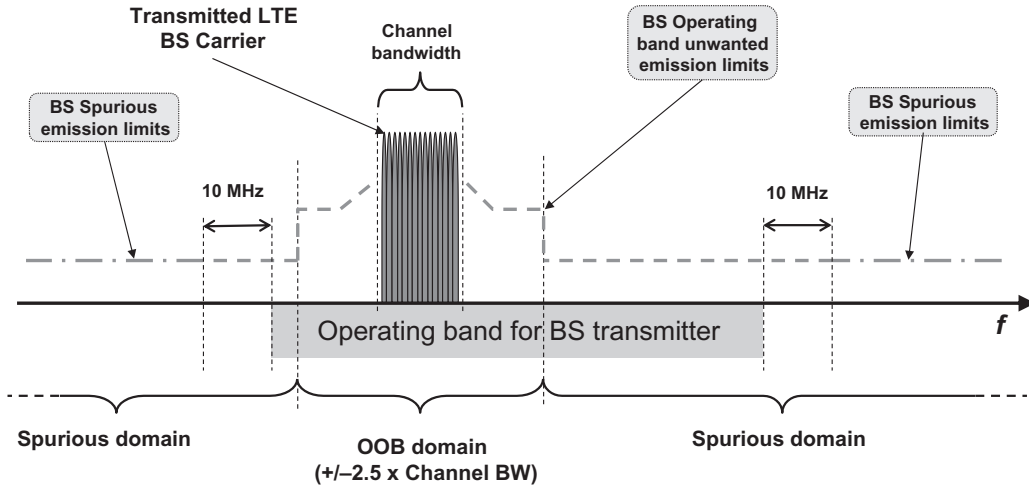 Transmitted LTE
BS Carrier
Channel
bandwidth
BS Operating
band unwanted
emission limits
BS Spurious
emission limits
BS Spurious
emission limits
10 MHz
10 MHz
f
Operating band for BS transmitter
Spurious domain
OOB domain
(+/–2.5 x Channel BW)
Spurious domain